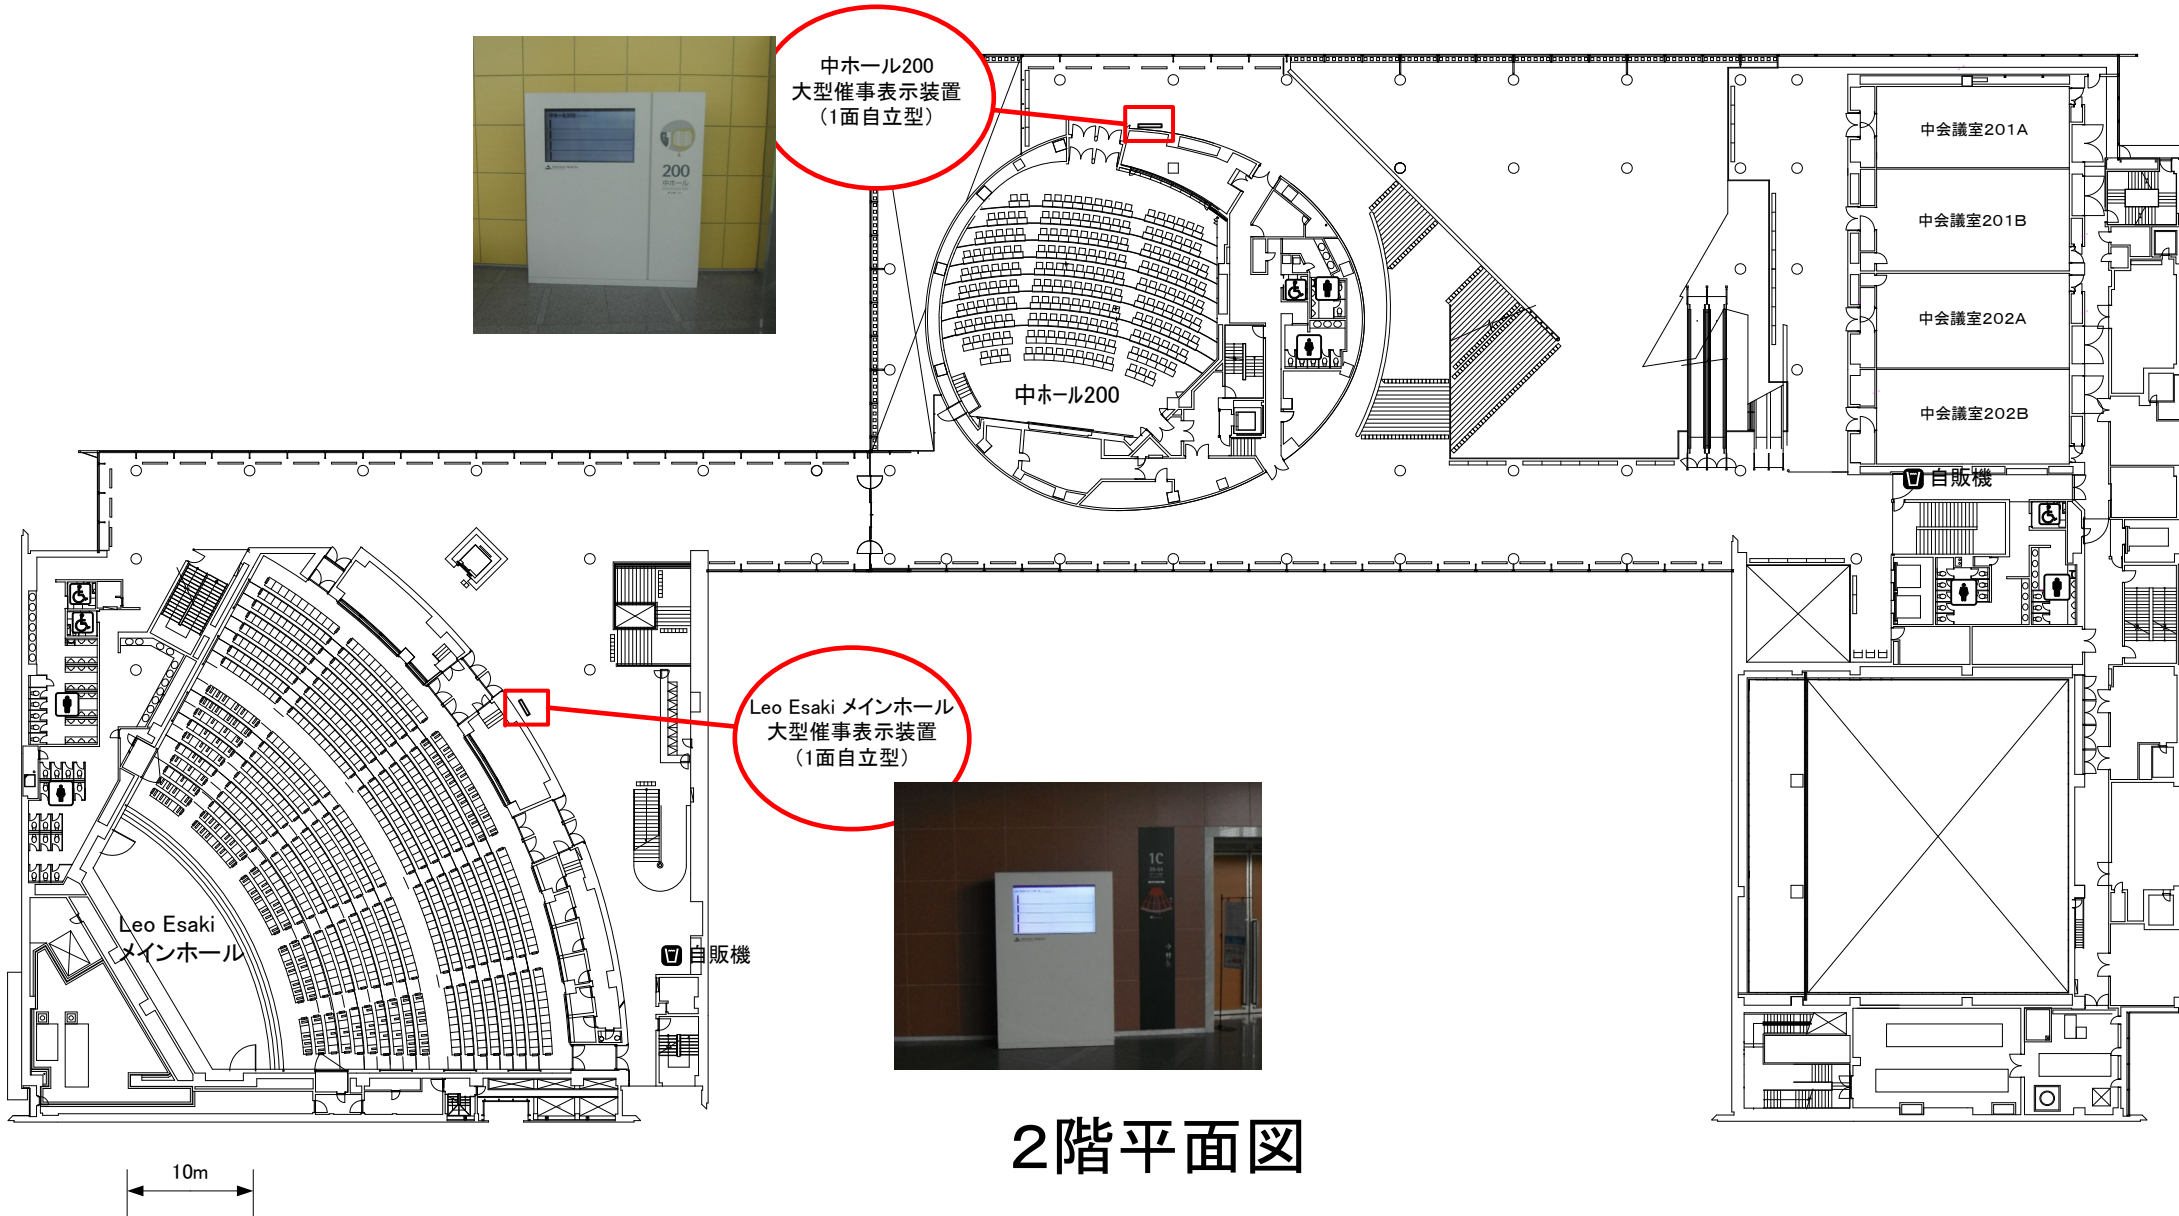 中ホール200
大型催事表示装置
（1面自立型）
200
中ホール
中会議室201A
中会議室201B
中会議室202A
中会議室202B
中ホール200
自販機
Leo Esaki メインホール
大型催事表示装置
（1面自立型）
1C
Leo Esaki
メインホール
自販機
2階平面図
10m